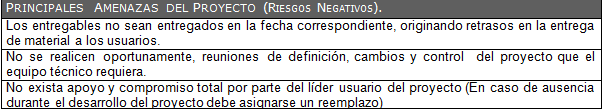 PRINCIPALES AMENAZAS DEL PROYECTO (RIESGOS NEGATIVOS).
Los entregables no sean entregados en la fecha correspondiente, originando retrasos en la entrega
de material a los usuarios.
No se realicen oportunamente, reuniones de definición, cambios y control del proyecto que el
equipo técnico requiera.
No exista apoyo y compromiso total por parte del líder usuario del proyecto (En caso de ausencia
durante el desarrollo del proyecto debe asignarse un reemplazo)